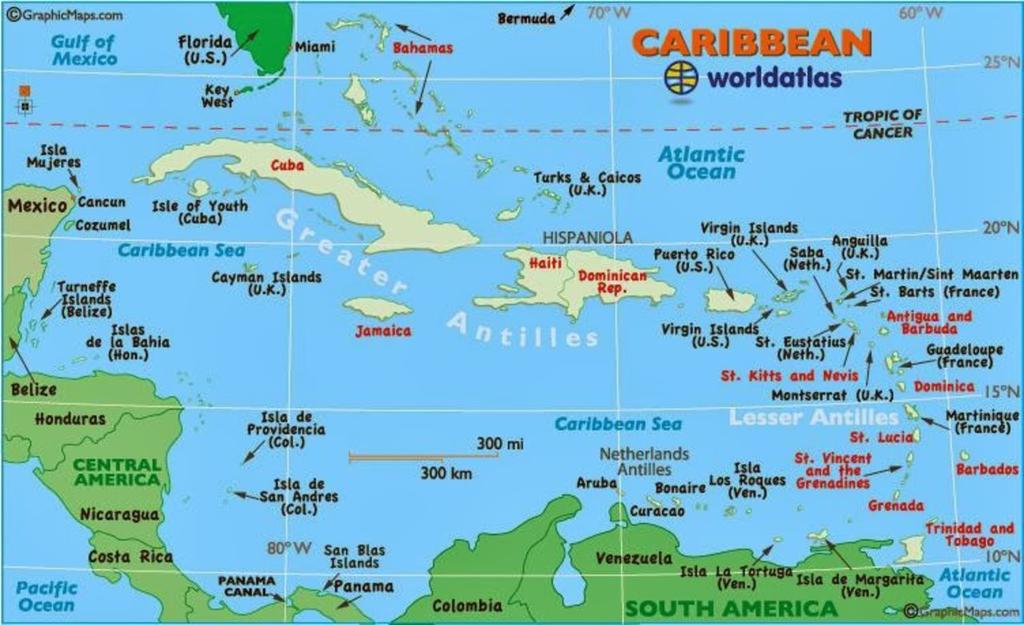 ©GraphicMaps.com
Bermuda
70°W
60°W
Gulf of
Mexico
Florida
(U.S.)
Miami
Bahamas
CARIBBEAN
worldatlas
25°N
Key
West
TROPIC OF
CANCER
Isla
Mujeres
Cuba
Atlantic
Ocean
Turks & Caicos
(U.K.)
Mexico
Cancun
Cozumel
Isle of Youth
(Cuba)
Greater
Antilles
Caribbean Sea
HISPANIOLA
20°N
Virgin Islands
(U.K.)
Puerto Rico
(U.S.)
Saba
(Neth.)
Anguilla
(U.K.)
St. Martin/Sint Maarten
St. Barts (France)
Haiti
Dominican
Rep.
Cayman Islands
(U.K.)
Turneffe
Islands
(Belize)
Jamaica
Islas
de la Bahia
(Hon.)
Virgin Islands
(U.S.)
St. Eustatius
(Neth.)
Antigua and
Barbuda
Guadeloupe
(France)
St. Kitts and Nevis
Montserrat (U.K.)
Dominica
Belize
15°N
Honduras
Isla de
Providencia
(Col.)
Caribbean Sea
Lesser Antilles
Martinique
(France)
St. Lucia
300 mi
300 km
Netherlands
Antilles
St. Vincent
and the
Grenadines
Barbados
CENTRAL
AMERICA
Isla de
San Andres
(Col.)
Aruba
Bonaire
Curacao
Isla
Los Roques
(Ven.)
Grenada
Nicaragua
Trinidad and
Tobago
Costa Rica
80°W
San Blas
Islands
10°N
Venezuela
Isla La Tortuga
(Ven.)
Isla de Margarita
(Ven.)
Pacific
Ocean
PANAMA
CANAL
Panama
Colombia
SOUTH AMERICA
Atlantic
Ocean
©GraphicMaps.com